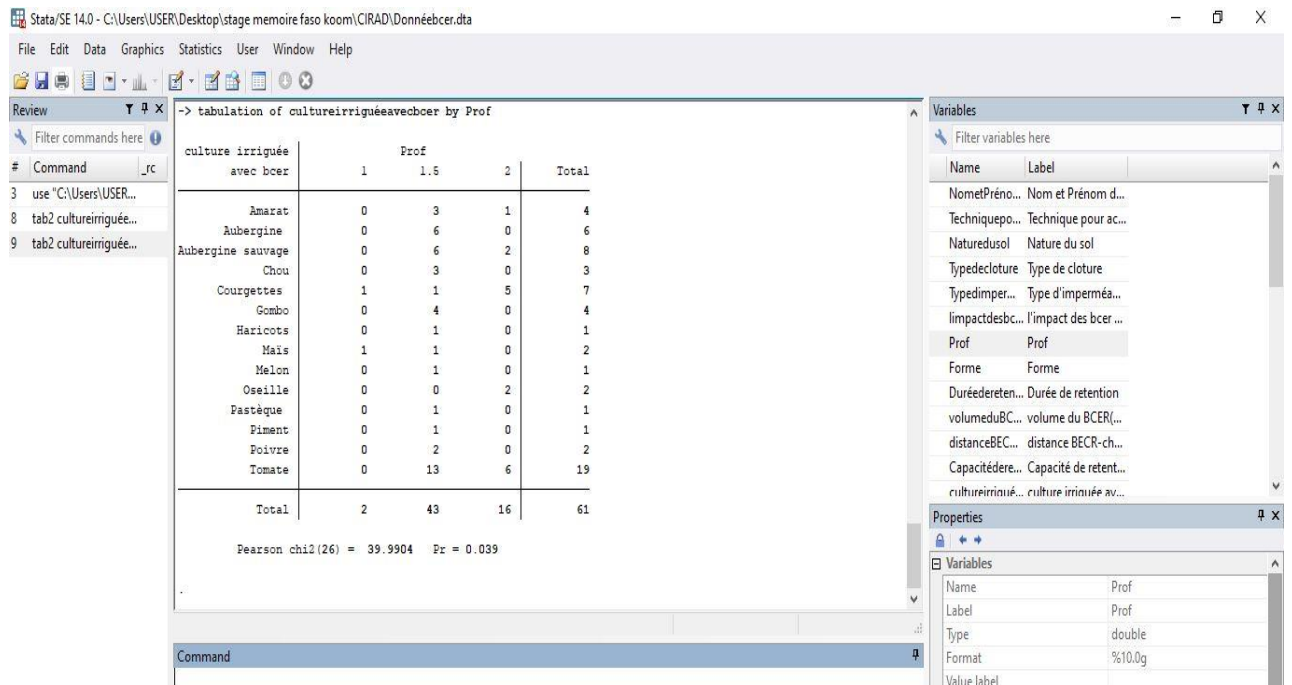 Stata/SE 14.0 - C:\Users\USER\Desktop\stage memoire faso koom\CIRAD\Donnéebcer.dta
File Edit Data Graphics Statistics User Window Help
Review
Filter commands here
# Command _rc
3 use "C:\Users\USER...
8 tab2 cultureirriguée...
9 tab2 cultureirriguée...
-> tabulation of cultureirriguéeavecbcer by Prof
culture irriguée Prof
avec bcer 1 1.5 2 Total
Amarat 0 3 1 4
Aubergine 0 6 0 6
Aubergine sauvage 0 6 2 8
Chou 0 3 0 3
Courgettes 1 1 5 7
Gombo 0 4 0 4
Haricots 0 1 0 1
Maïs 1 1 0 2
Melon 0 1 0 1
Oseille 0 0 2 2
Pastèque 0 1 0 1
Piment 0 1 0 1
Poivre 0 2 0 2
Tomate 0 13 6 19
Total 2 43 16 61
Pearson chi2(26) = 39.9904 Pr = 0.039
.
Command
Variables
Filter variables here
Name Label
NometPréno... Nom et Prénom d...
Techniquepo... Technique pour ac...
Naturedusol Nature du sol
Typedecloture Type de cloture
Typedimper... Type d'imperméa...
limpactdesbc... l'impact des bcer ...
Prof Prof
Forme Forme
Duréedereten... Durée de retention
volumeduBC... volume du BCER(...
distanceBEC... distance BECR-ch...
Capacitédere... Capacité de retent...
cultureirrigué... culture irriguée av...
Properties
Variables
Name Prof
Label Prof
Type double
Format %10.0g
Value label